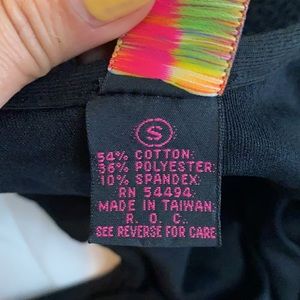 S
54% COTTON
36% POLYESTER
10% SPANDEX
RN 54494
MADE IN TAIWAN
R. O. C.
SEE REVERSE FOR CARE